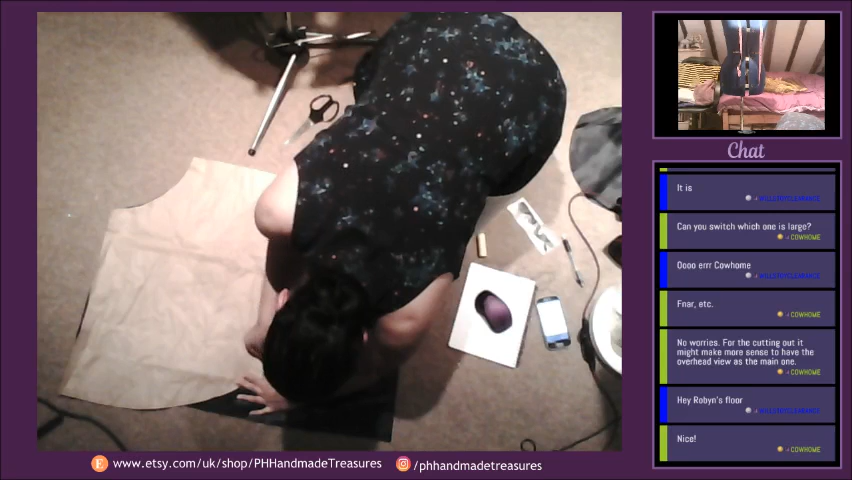 Chat
It is
WILLSTOCLEARANCE
Can you switch which one is large?
COWHOME
Oooo errr Cowhome
Fnar, etc.
COWHOME
No worries. For the cutting out it
might make more sense to have the
overhead view as the main one.
COWHOME
Hey Robyn's floor
Nice!
COWHOME
www.etsy.com/uk/shop/PHHandmadeTreasures
/phhandmadetreasures